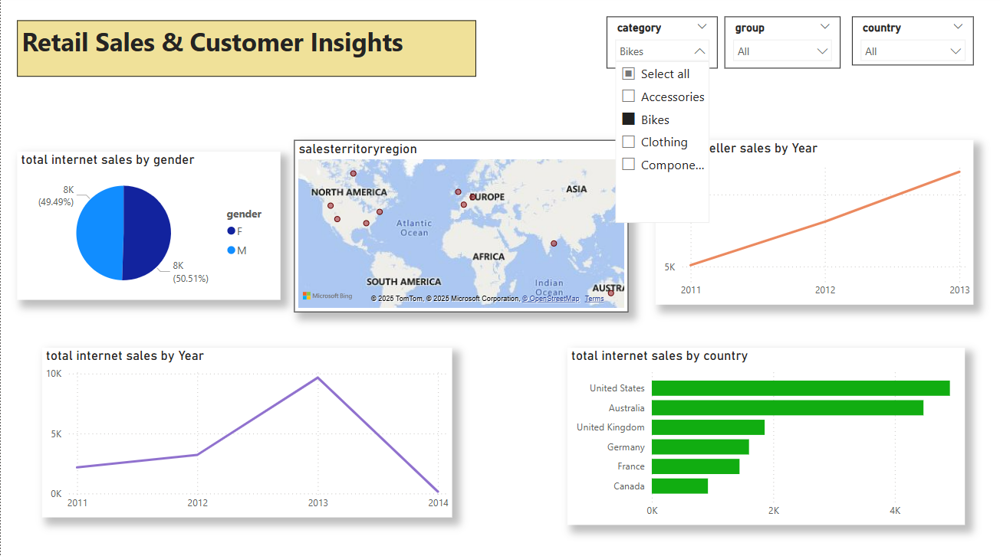 Retail Sales & Customer Insights
category
Bikes
Select all
Accessories
Bikes
Clothing
Compone...
group
All
country
All
total internet sales by gender
8K
(49.49%)
8K
(50.51%)
gender
F
M
salesterritoryregion
NORTH AMERICA
EUROPE
ASIA
Atlantic
Ocean
AFRICA
SOUTH AMERICA
Indian
Ocean
AUSTRA
Microsoft Bing
© 2025 TomTom, © 2025 Microsoft Corporation, © OpenStreetMap Terms
eller sales by Year
5K
2011
2012
2013
total internet sales by Year
10K
5K
0K
2011
2012
2013
2014
total internet sales by country
United States
Australia
United Kingdom
Germany
France
Canada
0K
2K
4K